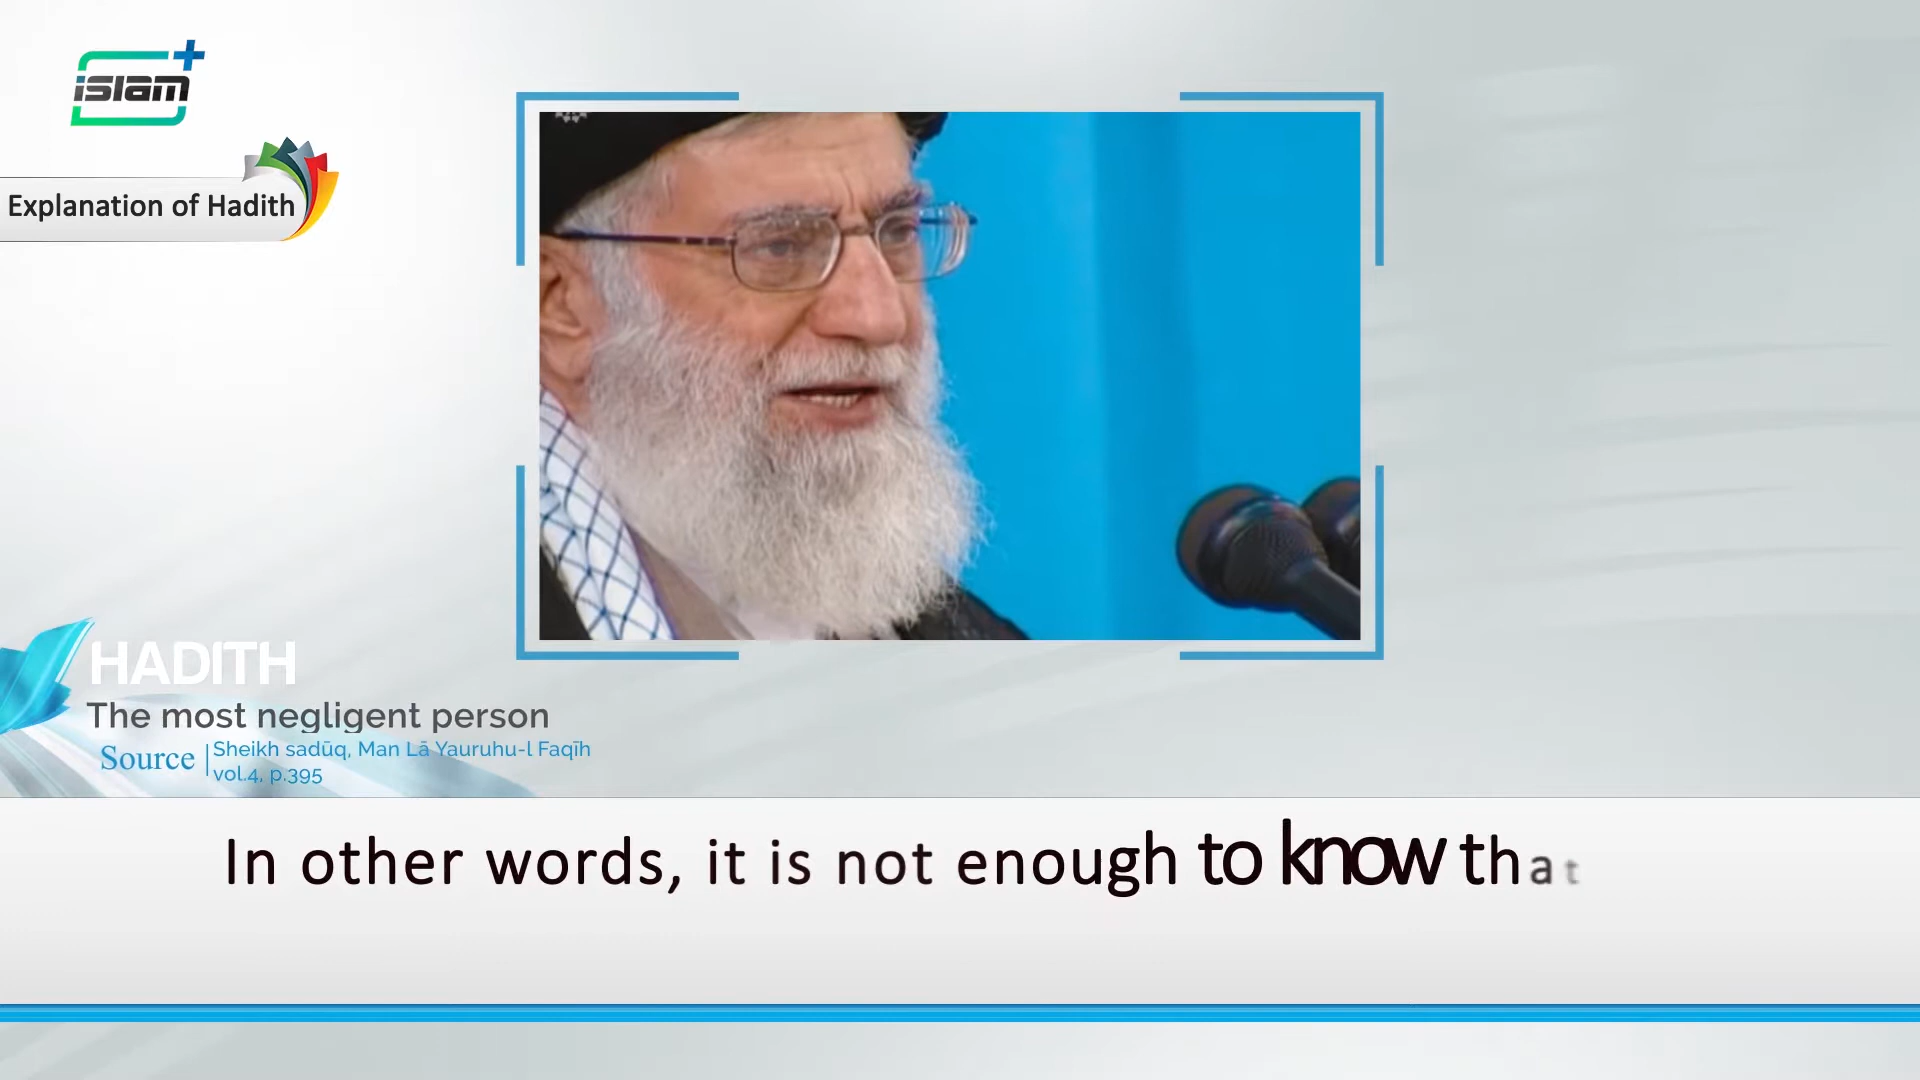 islam+
Explanation of Hadith
HADITH
The most negligent person
Source
Sheikh sadūq, Man Lā Yauruhu-l Faqīh
vol.4, p.395
In other words, it is not enough to know that